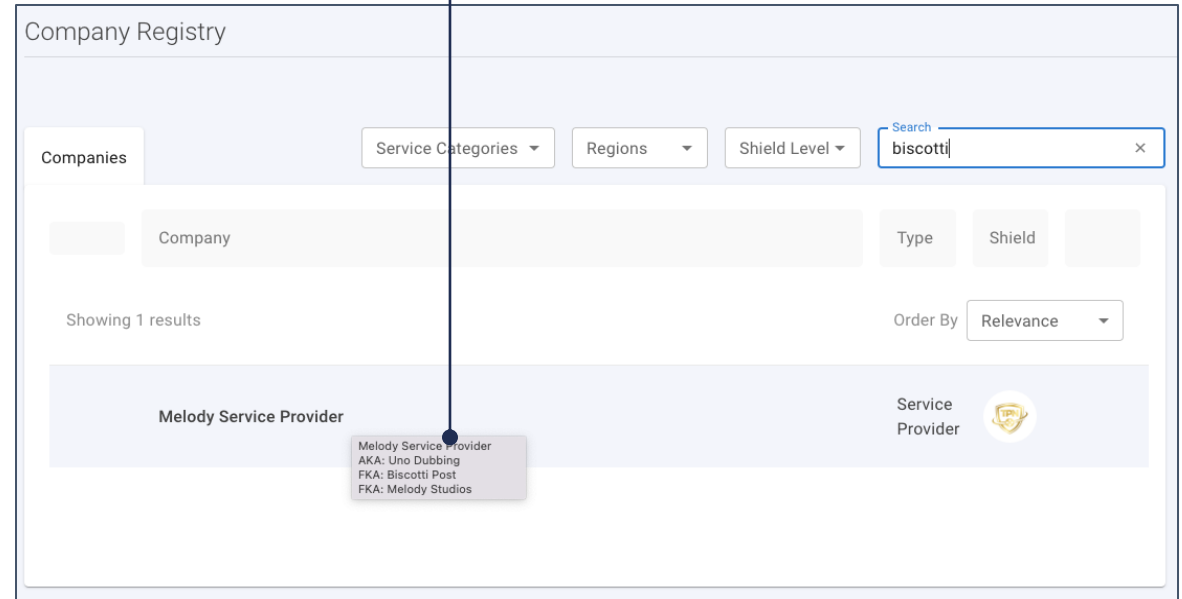 Company Registry
Companies
Service Categories
Regions
Shield Level
Search
biscotti
Company
Type
Shield
Showing 1 results
Order By
Relevance
Melody Service Provider
Service
Provider
TPN
Melody Service Provider
AKA: Uno Dubbing
FKA: Biscotti Post
FKA: Melody Studios